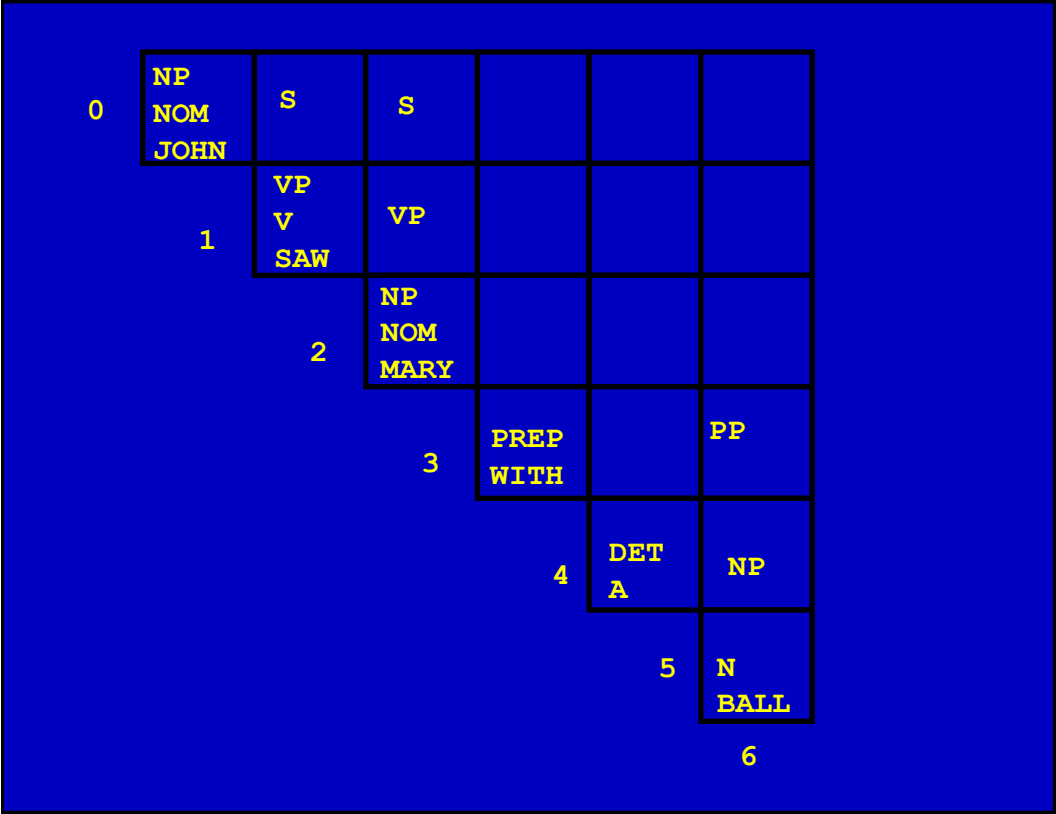 NP
NOM
JOHN
S
S
0
VP
V
SAW
VP
1
NP
NOM
MARY
2
PREP
WITH
PP
3
DET
A
NP
4
N
BALL
5
6